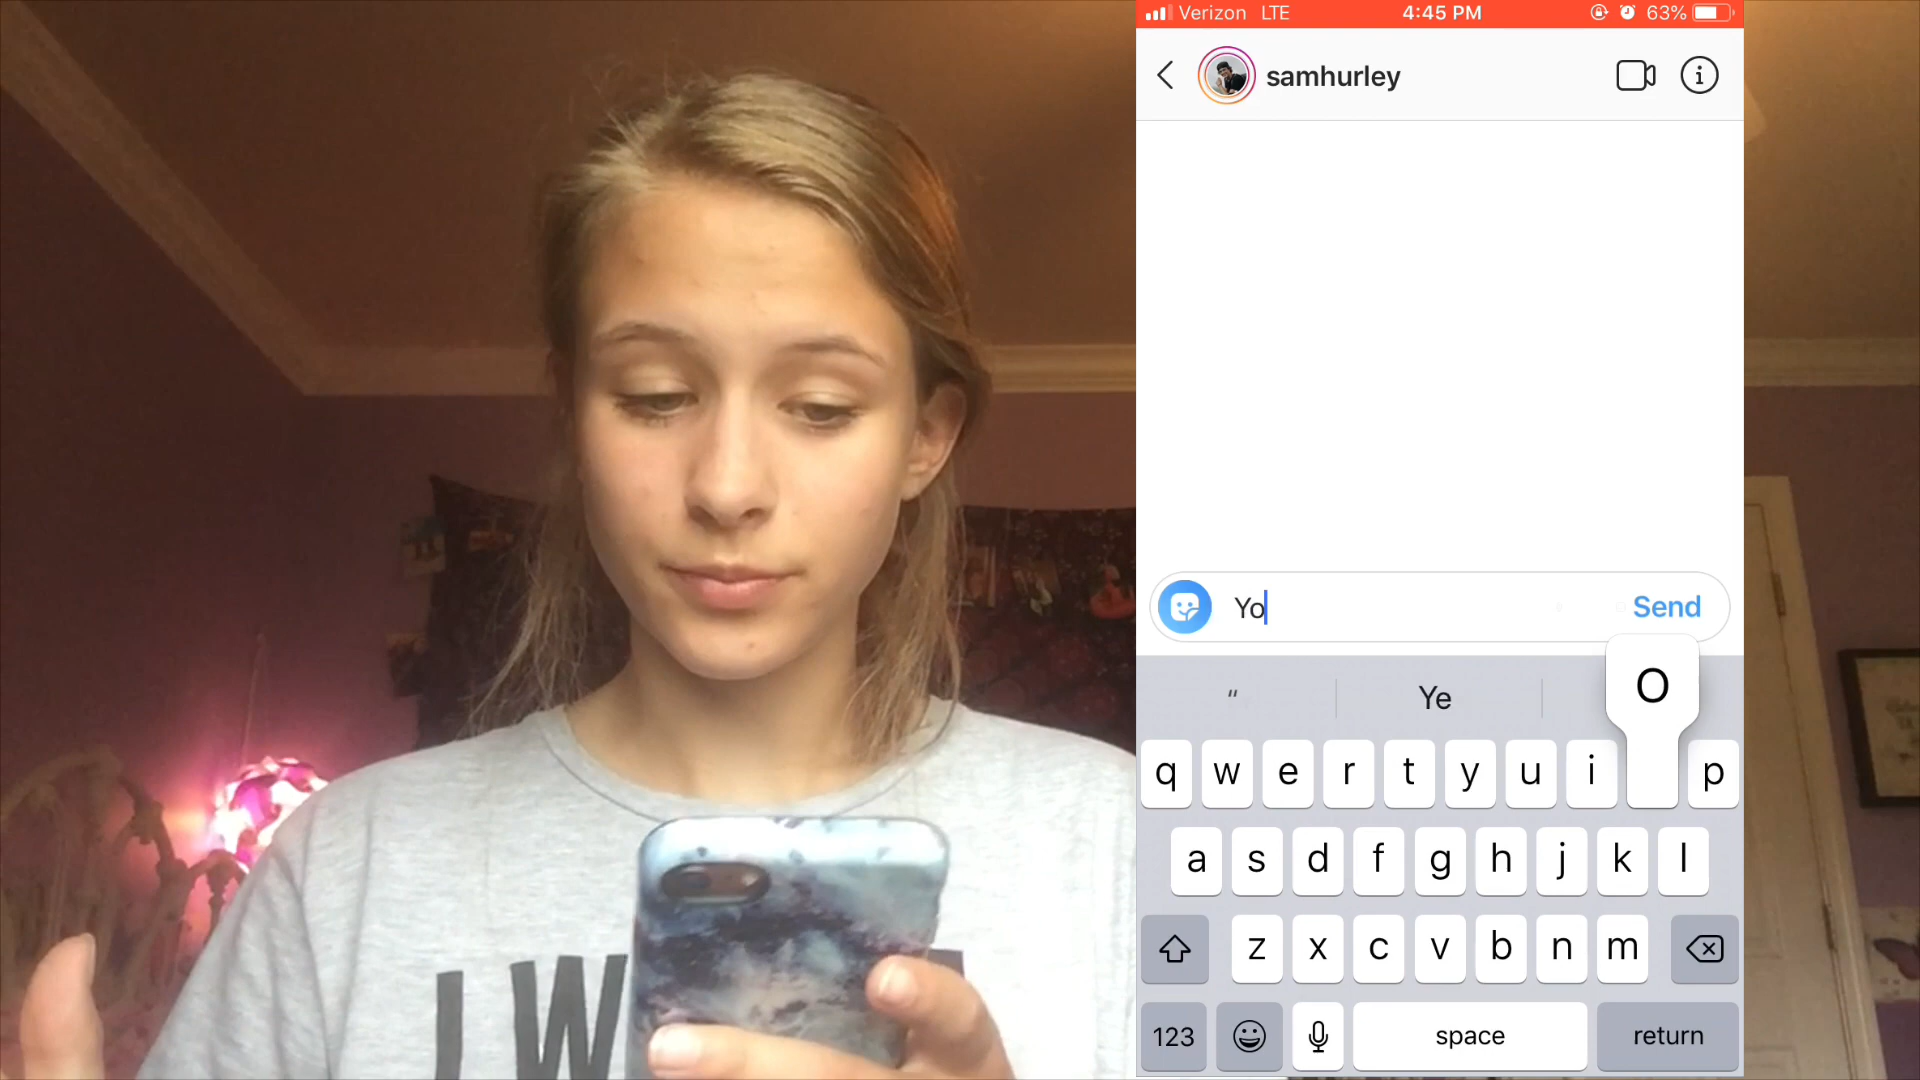 Verizon LTE 4:45 PM 63%
samhurley
Yo Send
" Ye
O
q w e r t y u i p
a s d f g h j k l
z x c v b n m
123 space return
I W